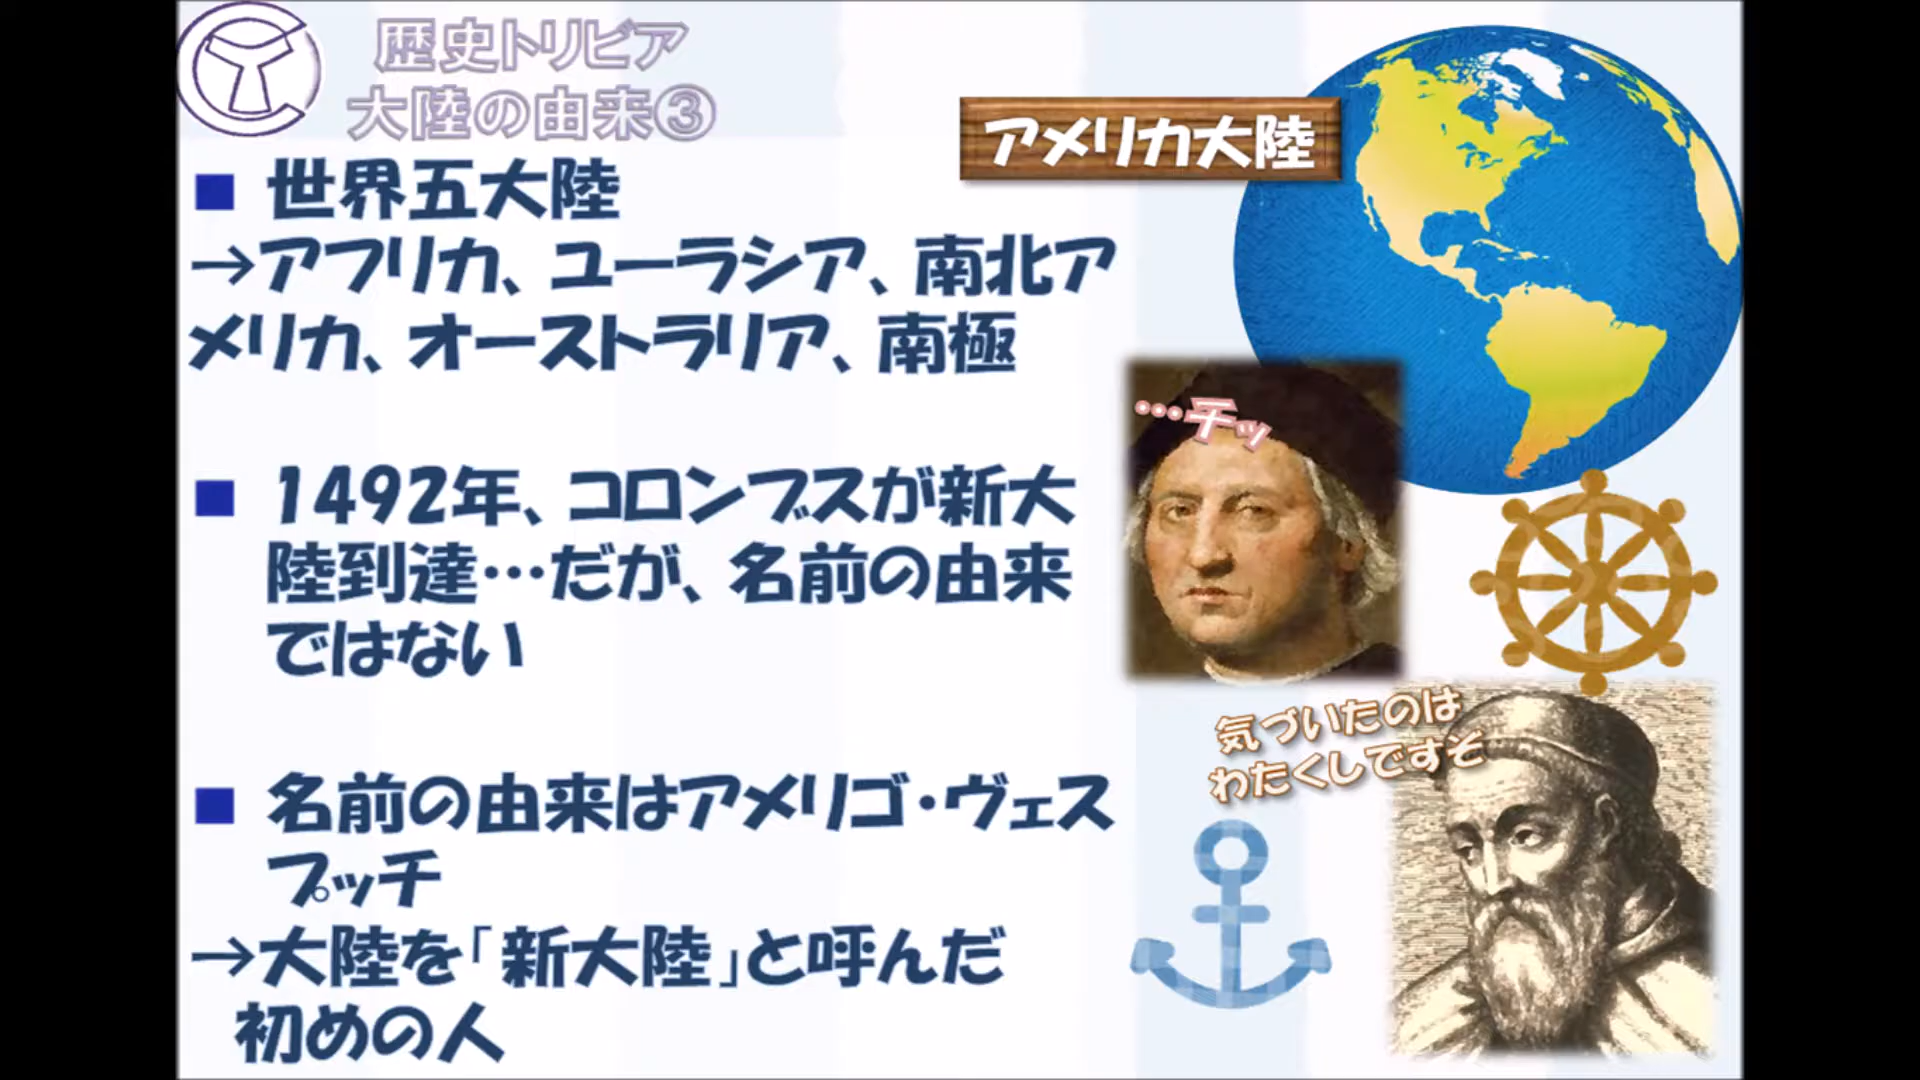 歴史トリビア
大陸の由来③
アメリカ大陸
■ 世界五大陸
→アフリカ、ユーラシア、南北ア
メリカ、オーストラリア、南極
■ 1492年、コロンブスが新大
陸到達…だが、名前の由来
ではない
■ 名前の由来はアメリゴ・ヴェス
プッチ
→大陸を「新大陸」と呼んだ
初めの人
…チッ
気づいたのは
わたくしですぞ